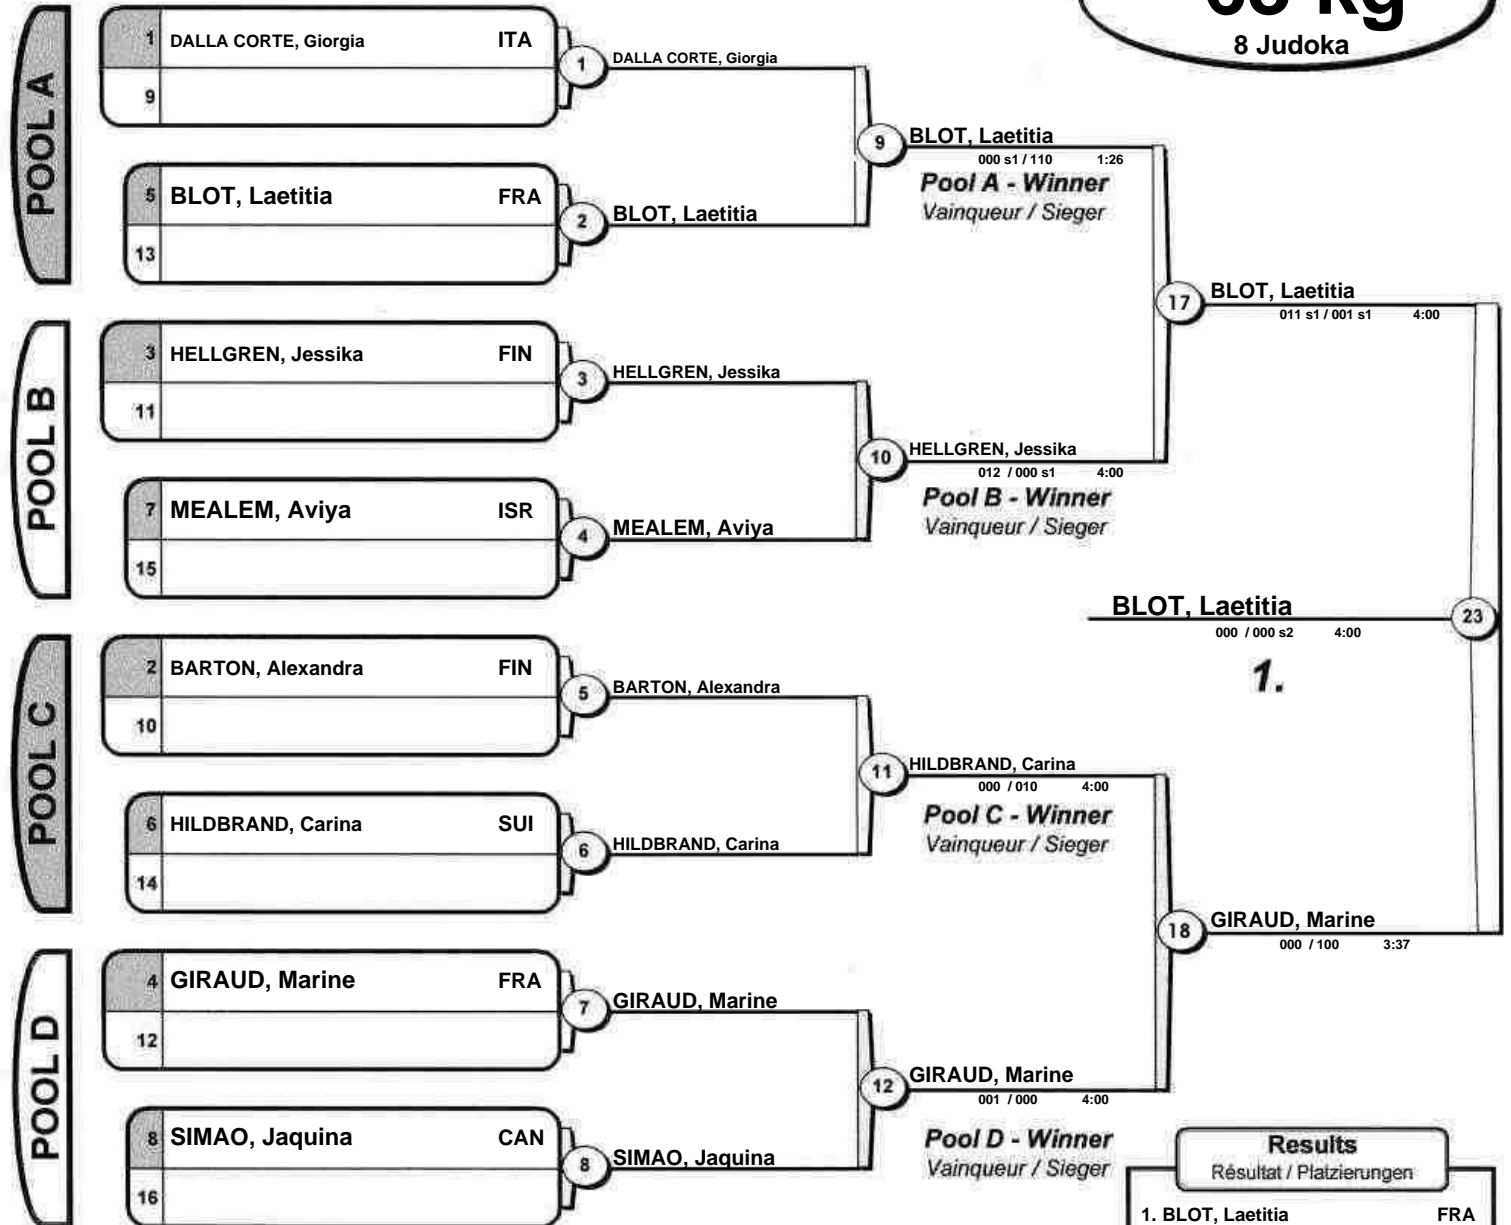 8 Judoka
POOL A
1 DALLA CORTE, Giorgia ITA
9
5 BLOT, Laetitia FRA
13
1 DALLA CORTE, Giorgia
2 BLOT, Laetitia
9 BLOT, Laetitia
000 s1 / 110 1:26
Pool A - Winner
Vainqueur / Sieger
POOL B
3 HELLGREN, Jessika FIN
11
7 MEALEM, Aviya ISR
15
3 HELLGREN, Jessika
4 MEALEM, Aviya
10 HELLGREN, Jessika
012 / 000 s1 4:00
Pool B - Winner
Vainqueur / Sieger
17 BLOT, Laetitia
011 s1 / 001 s1 4:00
BLOT, Laetitia 23
000 / 000 s2 4:00
1.
POOL C
2 BARTON, Alexandra FIN
10
6 HILDBRAND, Carina SUI
14
5 BARTON, Alexandra
6 HILDBRAND, Carina
11 HILDBRAND, Carina
000 / 010 4:00
Pool C - Winner
Vainqueur / Sieger
POOL D
4 GIRAUD, Marine FRA
12
8 SIMAO, Jaquina CAN
16
7 GIRAUD, Marine
8 SIMAO, Jaquina
12 GIRAUD, Marine
001 / 000 4:00
Pool D - Winner
Vainqueur / Sieger
18 GIRAUD, Marine
000 / 100 3:37
Results
Résultat / Platzierungen
1. BLOT, Laetitia FRA